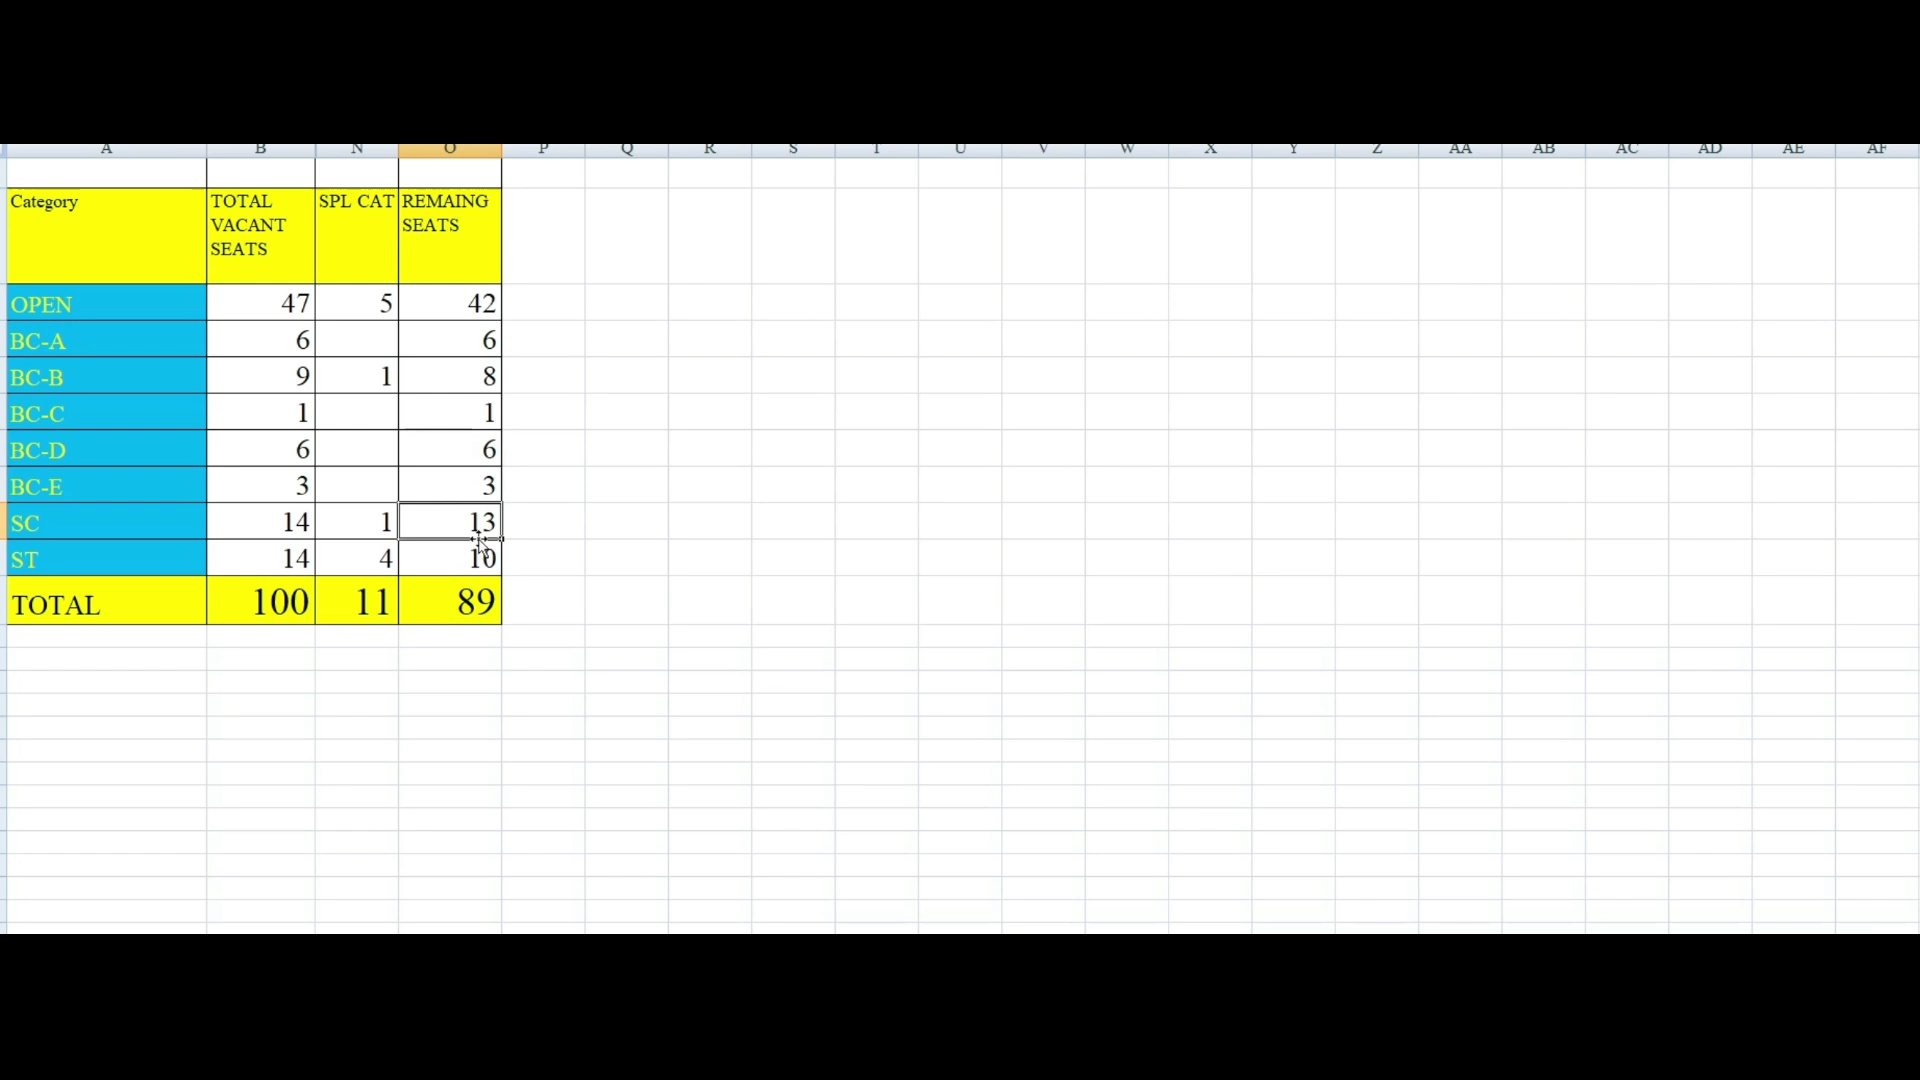 A B N O P Q R S T U V W X Y Z AA AB AC AD AE AF
Category TOTAL VACANT SEATS SPL CAT REMAING SEATS
OPEN 47 5 42
BC-A 6 6
BC-B 9 1 8
BC-C 1 1
BC-D 6 6
BC-E 3 3
SC 14 1 13
ST 14 4 10
TOTAL 100 11 89